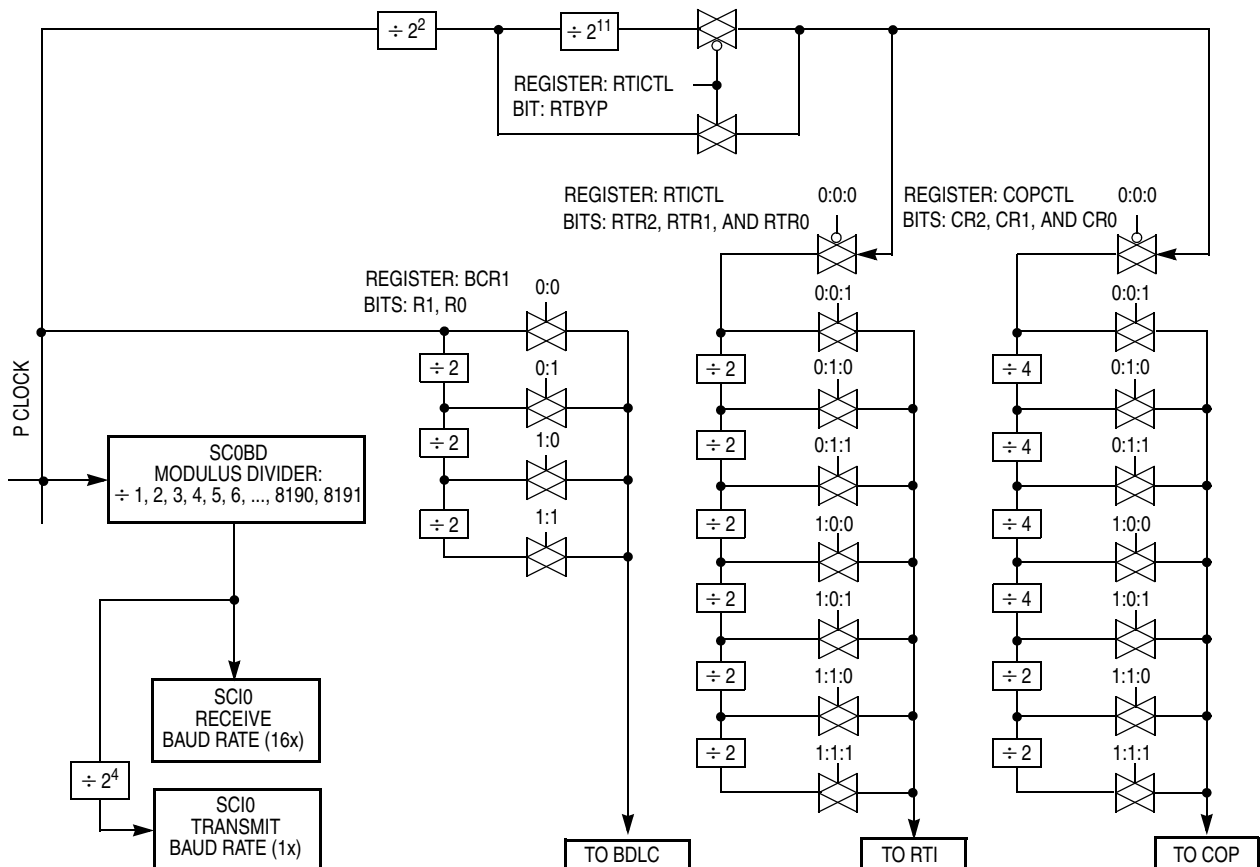 ÷ 2²
÷ 2¹¹
REGISTER: RTICTL
BIT: RTBYP
REGISTER: RTICTL
BITS: RTR2, RTR1, AND RTR0
0:0:0
REGISTER: COPCTL
BITS: CR2, CR1, AND CR0
0:0:0
REGISTER: BCR1
BITS: R1, R0
0:0
0:0:1
0:0:1
÷ 2
÷ 2
÷ 4
0:1
0:1:0
0:1:0
P CLOCK
SC0BD
MODULUS DIVIDER:
÷ 1, 2, 3, 4, 5, 6, ..., 8190, 8191
÷ 2
÷ 2
÷ 4
1:0
0:1:1
0:1:1
÷ 2
÷ 2
÷ 4
1:1
1:0:0
1:0:0
÷ 2
÷ 4
1:0:1
1:0:1
÷ 2
÷ 2
1:1:0
1:1:0
÷ 2
÷ 2
1:1:1
1:1:1
SCI0
RECEIVE
BAUD RATE (16x)
÷ 2⁴
SCI0
TRANSMIT
BAUD RATE (1x)
TO BDLC
TO RTI
TO COP